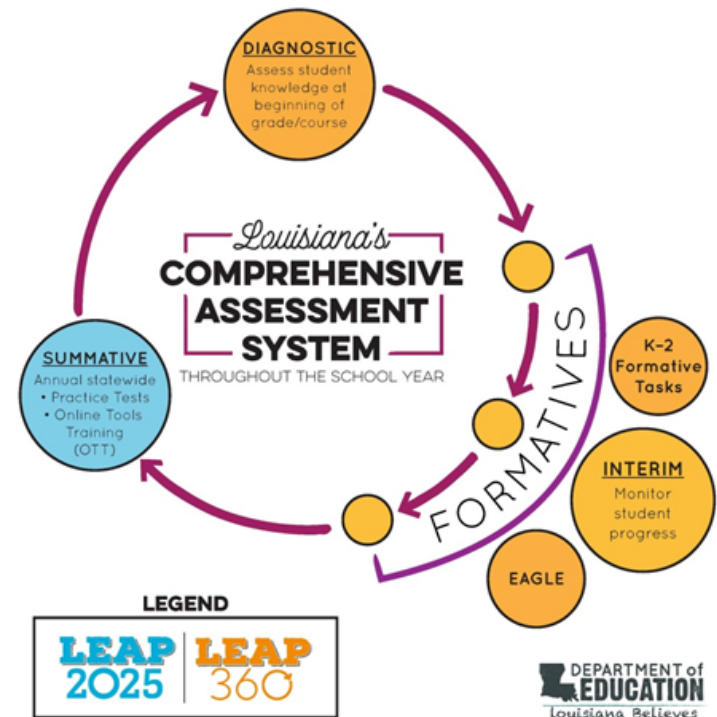 DIAGNOSTIC
Assess student
knowledge at
beginning of
grade/course
Louisiana's
COMPREHENSIVE
ASSESSMENT
SYSTEM
THROUGHOUT THE SCHOOL YEAR
SUMMATIVE
Annual statewide
• Practice Tests
• Online Tools
Training
(OTT)
FORMATIVES
K-2
Formative
Tasks
INTERIM
Monitor
student
progress
EAGLE
LEGEND
LEAP
2025
LEAP
360
DEPARTMENT of
EDUCATION
Louisiana Believes